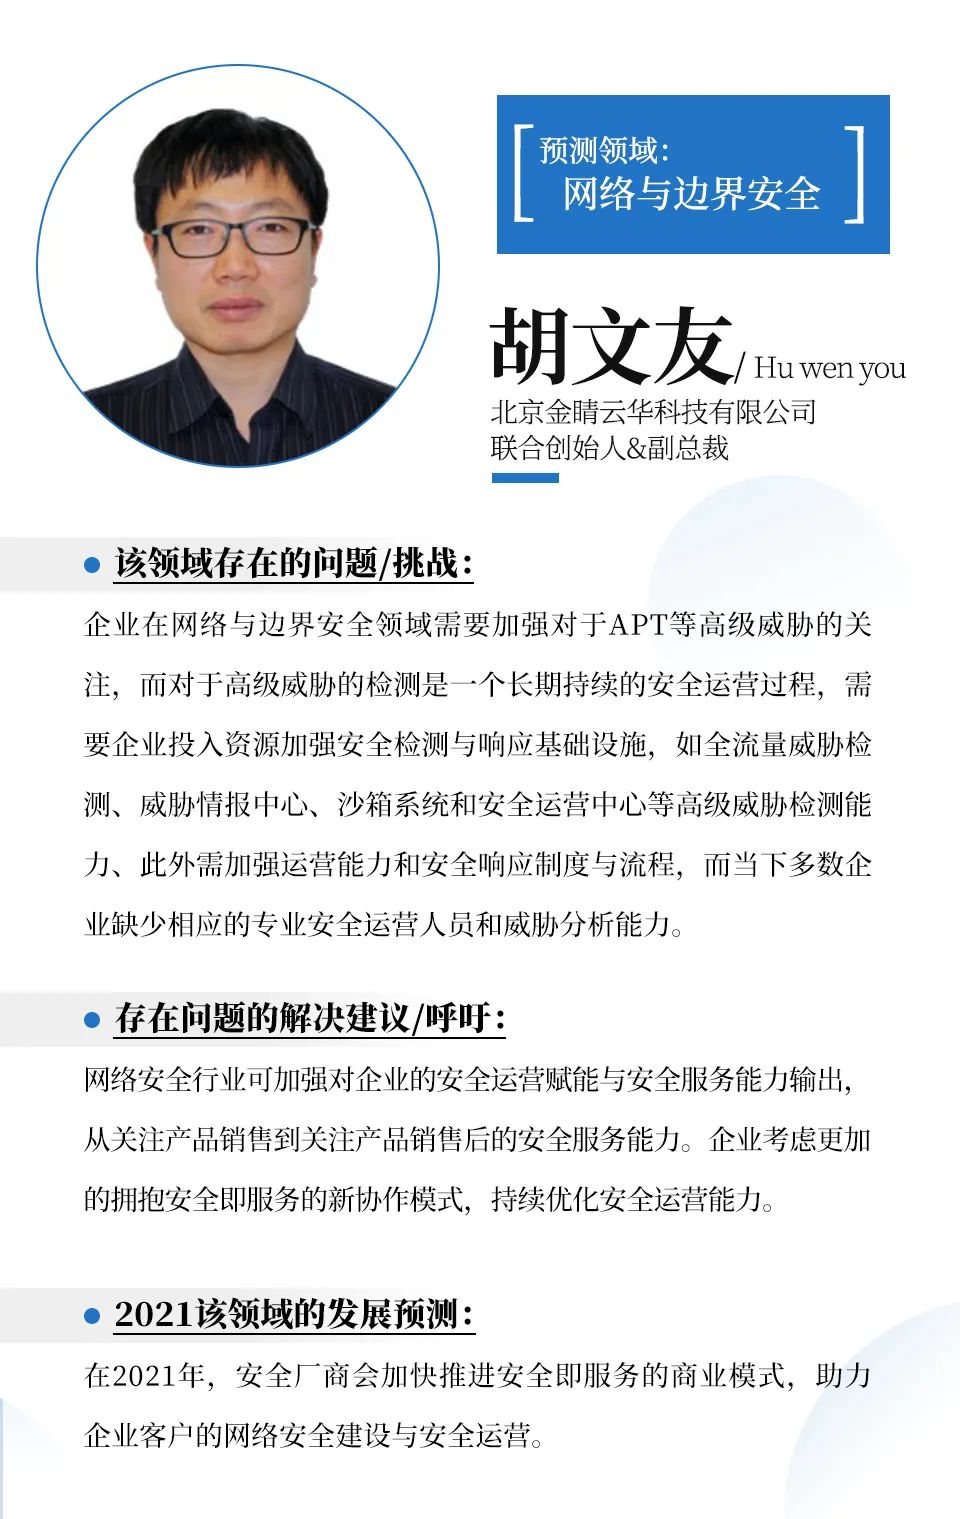 预测领域：
网络与边界安全
胡文友/ Hu wen you
北京金睛云华科技有限公司
联合创始人&副总裁
该领域存在的问题/挑战：
企业在网络与边界安全领域需要加强对于APT等高级威胁的关
注，而对于高级威胁的检测是一个长期持续的安全运营过程，需
要企业投入资源加强安全检测与响应基础设施，如全流量威胁检
测、威胁情报中心、沙箱系统和安全运营中心等高级威胁检测能
力、此外需加强运营能力和安全响应制度与流程，而当下多数企
业缺少相应的专业安全运营人员和威胁分析能力。
存在问题的解决建议/呼吁：
网络安全行业可加强对企业的安全运营赋能与安全服务能力输出，
从关注产品销售到关注产品销售后的安全服务能力。企业考虑更加
的拥抱安全即服务的新协作模式，持续优化安全运营能力。
2021该领域的发展预测：
在2021年，安全厂商会加快推进安全即服务的商业模式，助力
企业客户的网络安全建设与安全运营。